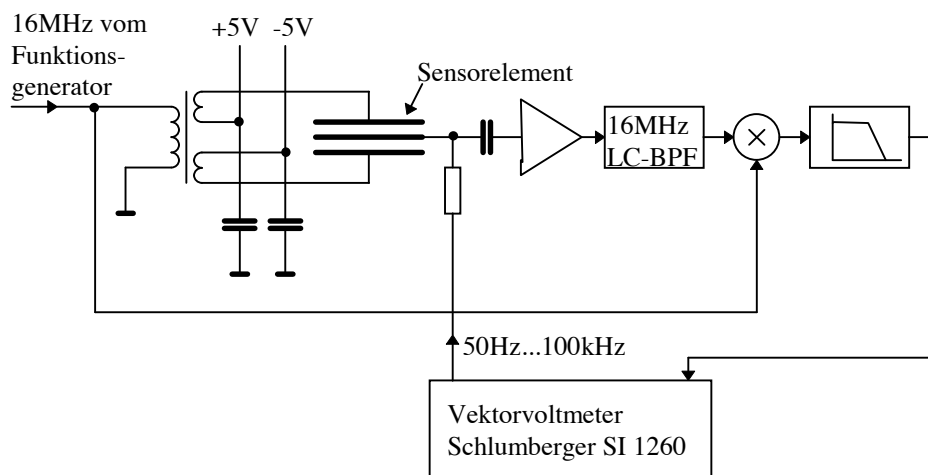 16MHz vom
Funktions-
generator
+5V -5V
Sensorelement
16MHz
LC-BPF
50Hz...100kHz
Vektorvoltmeter
Schlumberger SI 1260